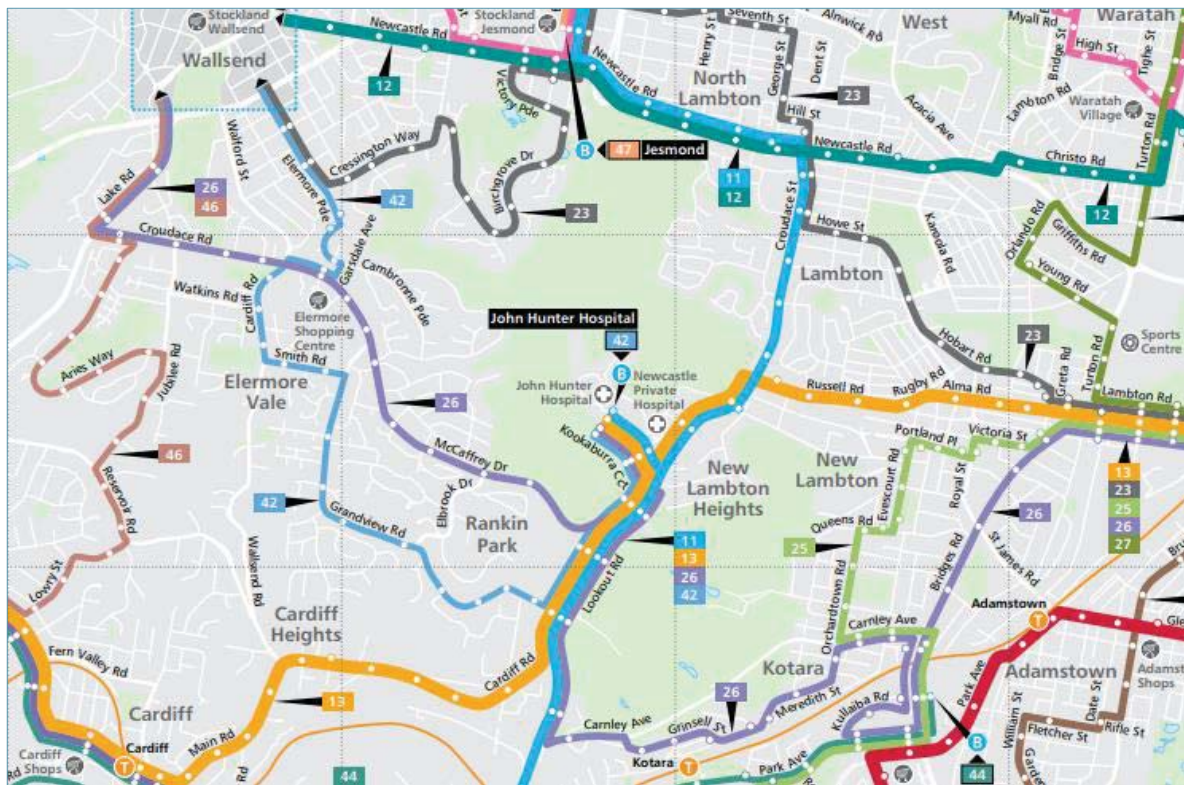 Stockland
Wallsend
Newcastle Rd
Stockland
Jesmond
Seventh St
Alnwick Rd
West
Myall Rd
Waratah
Wallsend
12
Victory Pde
Newcastle Rd
Henry St
George St
Dent St
Bridge St
High St
Tighe St
North
Lambton
23
Hill St
Acacia Ave
Lambton Rd
Waratah
Village
Walford St
Cressington Way
B
47 Jesmond
Newcastle Rd
Christo Rd
Turton Rd
Lake Rd
26
46
Ellermore Pde
42
Birchgrove Dr
23
11
12
Croudace St
12
Howe St
Karoola Rd
Orlando Rd
Griffiths Rd
Croudace Rd
Garsdale Ave
Cambronne Pde
Lambton
Young Rd
Watkins Rd
Cardiff Rd
Elermore
Shopping
Centre
John Hunter Hospital
42
Hobart Rd
23
Sports
Centre
Aries Way
Jubilee Rd
Smith Rd
B
Greta Rd
Turton Rd
Elermore
Vale
John Hunter
Hospital
Newcastle
Private
Hospital
Russell Rd
Rugby Rd
Alma Rd
Lambton Rd
26
Kookaburra Cct
Portland Pl
Victoria St
46
McCaffrey Dr
New
Lambton
Heights
New
Lambton
Evescourt Rd
Royal St
13
23
25
26
27
Reservoir Rd
42
Elbrook Dr
Grandview Rd
Rankin
Park
Queens Rd
26
11
13
26
42
25
St James Rd
Bridges Rd
Lowry St
Wallsend Rd
Lookout Rd
Orchardtown Rd
Adamstown
T
Cardiff
Heights
Carnley Ave
Fern Valley Rd
Cardiff Rd
Kotara
Park Ave
Adamstown
Cardiff
13
26
Meredith St
Kullaiba Rd
William St
Date St
Carnley Ave
Grinsell St
Fletcher St
Rifle St
Cardiff
Main Rd
Cardiff
Shops
T
44
Kotara
T
Park Ave
B
44